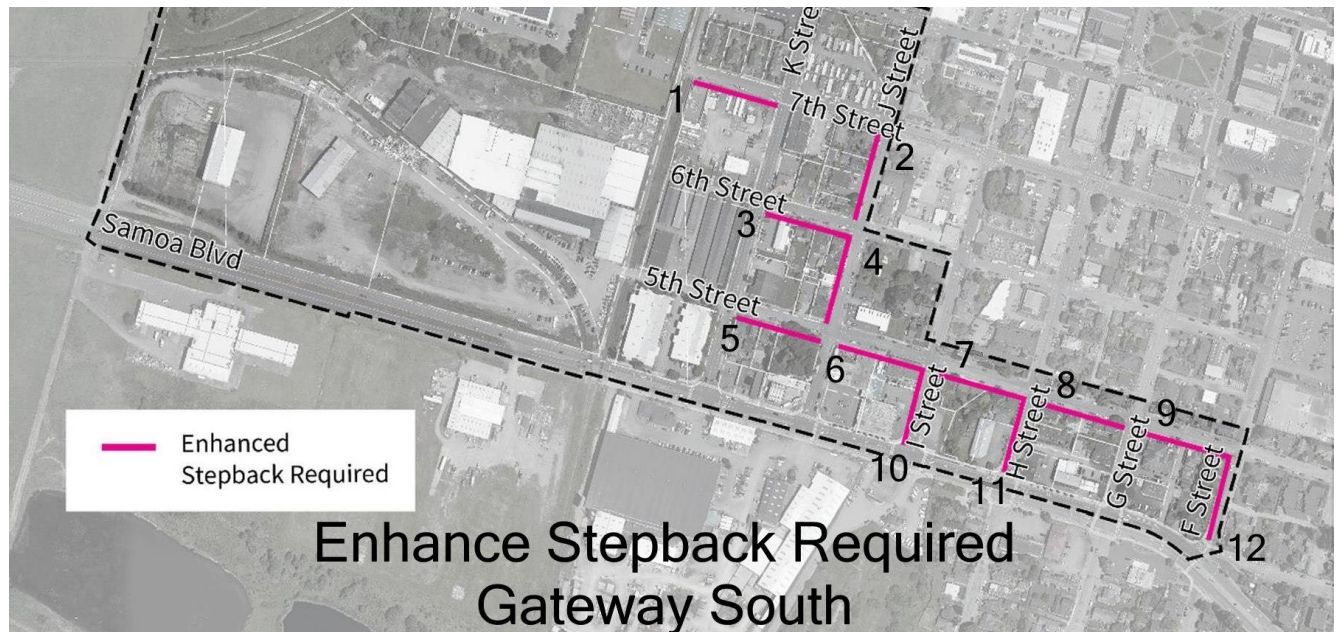 K Stre
J Street
1
7th Street
2
6th Street
3
4
Samoa Blvd
5th Street
5
6
7
8
9
I Street
H Street
G Street
F Street
10
11
12
Enhanced
Stepback Required
Enhance Stepback Required
Gateway South